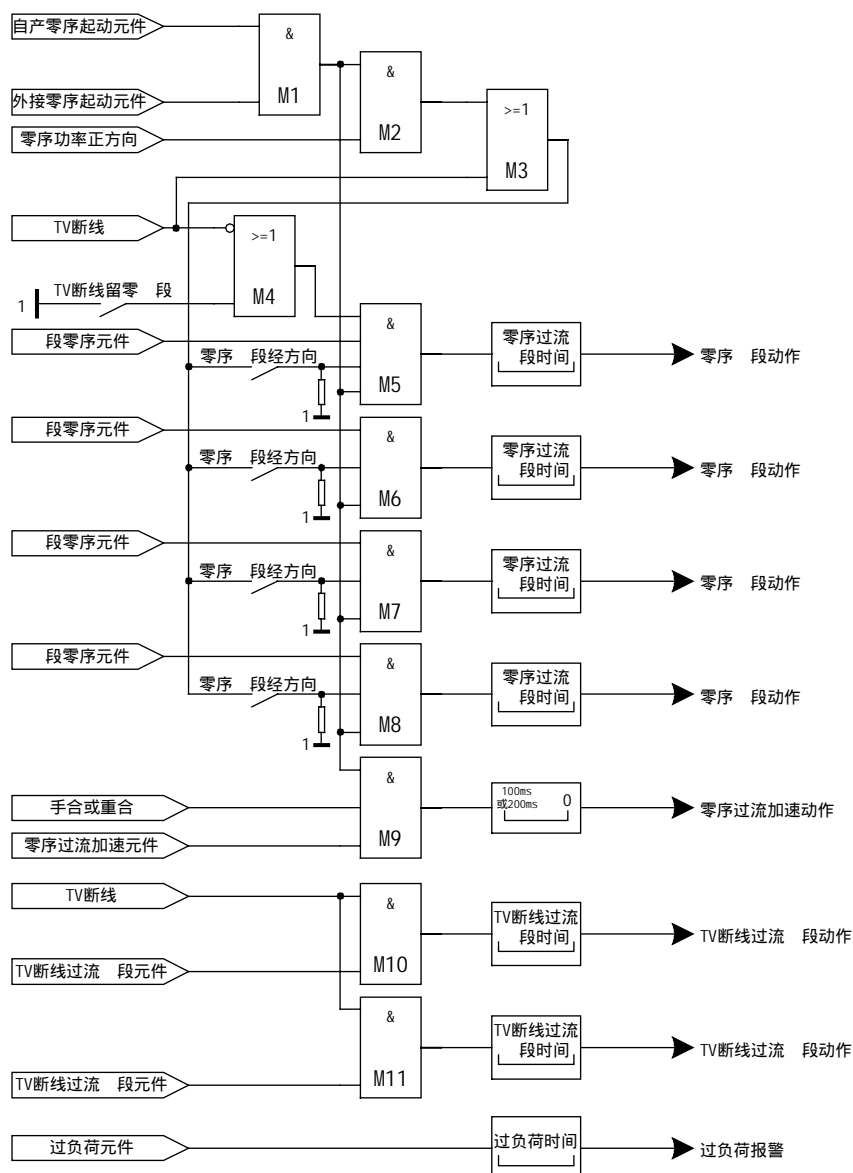 自产零序起动元件
&
M1
外接零序起动元件
&
M2
零序功率正方向
>=1
M3
TV断线
>=1
M4
1
TV断线留零 段
段零序元件
&
M5
零序 段经方向
1
零序过流
段时间
零序 段动作
段零序元件
&
M6
零序 段经方向
1
零序过流
段时间
零序 段动作
段零序元件
&
M7
零序 段经方向
1
零序过流
段时间
零序 段动作
段零序元件
&
M8
零序 段经方向
1
零序过流
段时间
零序 段动作
&
M9
手合或重合
零序过流加速元件
100ms
或200ms 0
零序过流加速动作
TV断线
&
M10
TV断线过流 段元件
TV断线过流
段时间
TV断线过流 段动作
&
M11
TV断线过流 段元件
TV断线过流
段时间
TV断线过流 段动作
过负荷元件
过负荷时间
过负荷报警